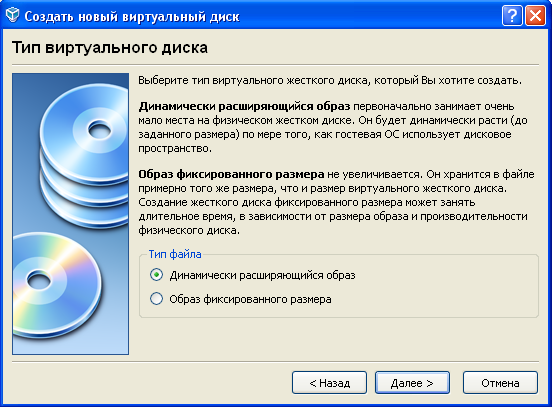 Создать новый виртуальный диск
Тип виртуального диска
Выберите тип виртуального жесткого диска, который Вы хотите создать.
Динамически расширяющийся образ первоначально занимает очень
мало места на физическом жестком диске. Он будет динамически расти (до
заданного размера) по мере того, как гостевая ОС использует дисковое
пространство.
Образ фиксированного размера не увеличивается. Он хранится в файле
примерно того же размера, что и размер виртуального жесткого диска.
Создание жесткого диска фиксированного размера может занять
длительное время, в зависимости от размера образа и производительности
физического диска.
Тип файла
Динамически расширяющийся образ
Образ фиксированного размера
< Назад
Далее >
Отмена